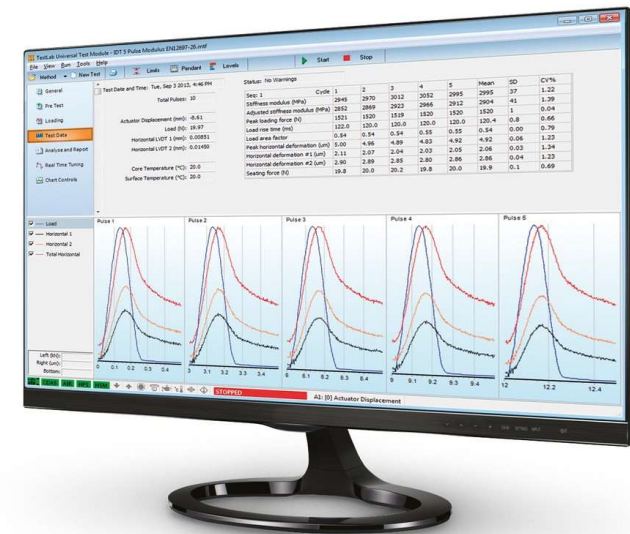 TestLab Universal Test Module - IDT 5 Pulse Modulus EN12697-26.mtf
File View Run Tools Help
Method New Test Limits Pendant Levels Start Stop
General
Pre Test
Loading
Test Data
Analyse and Report
Real Time Tuning
Chart Controls
Test Date and Time: Tue, Sep 3 2013, 4:46 PM
Total Pulses: 10
Actuator Displacement (mm): -5.61
Load (N): 19.97
Horizontal LVDT 1 (mm): 0.00851
Horizontal LVDT 2 (mm): 0.01450
Core Temperature (°C): 20.0
Surface Temperature (°C): 20.0
Status: No Warnings
Seq: 1 Cycle 1 2 3 4 5 Mean SD CV%
Stiffness modulus (MPa) 2949 2970 3012 3052 2995 2995 37 1.22
Adjusted stiffness modulus (MPa) 2852 2869 2923 2966 2912 2904 41 1.39
Peak loading force (N) 1521 1520 1519 1520 1520 1520 1 0.04
Load rise time (ms) 122.0 120.0 120.0 120.0 120.0 120.4 0.8 0.66
Load area factor 0.54 0.54 0.54 0.55 0.55 0.54 0.00 0.79
Peak horizontal deformation (um) 5.00 4.96 4.89 4.83 4.92 4.92 0.06 1.23
Horizontal deformation #1 (um) 2.11 2.07 2.04 2.03 2.05 2.06 0.03 1.34
Horizontal deformation #2 (um) 2.90 2.89 2.85 2.80 2.86 2.86 0.04 1.23
Seating force (N) 19.8 20.0 20.2 19.8 20.0 19.9 0.1 0.69
Load
Horizontal 1
Horizontal 2
Total Horizontal
Pulse 1 Pulse 2 Pulse 3 Pulse 4 Pulse 5
0 0.1 0.2 0.3 3 3.1 3.2 3.3 3.4 6 6.1 6.2 6.3 6.4 9 9.1 9.2 9.3 9.4 12 12.2 12.4
Left (kN):
Right (um):
Bottom:
STOPPED
A1: [0] Actuator Displacement